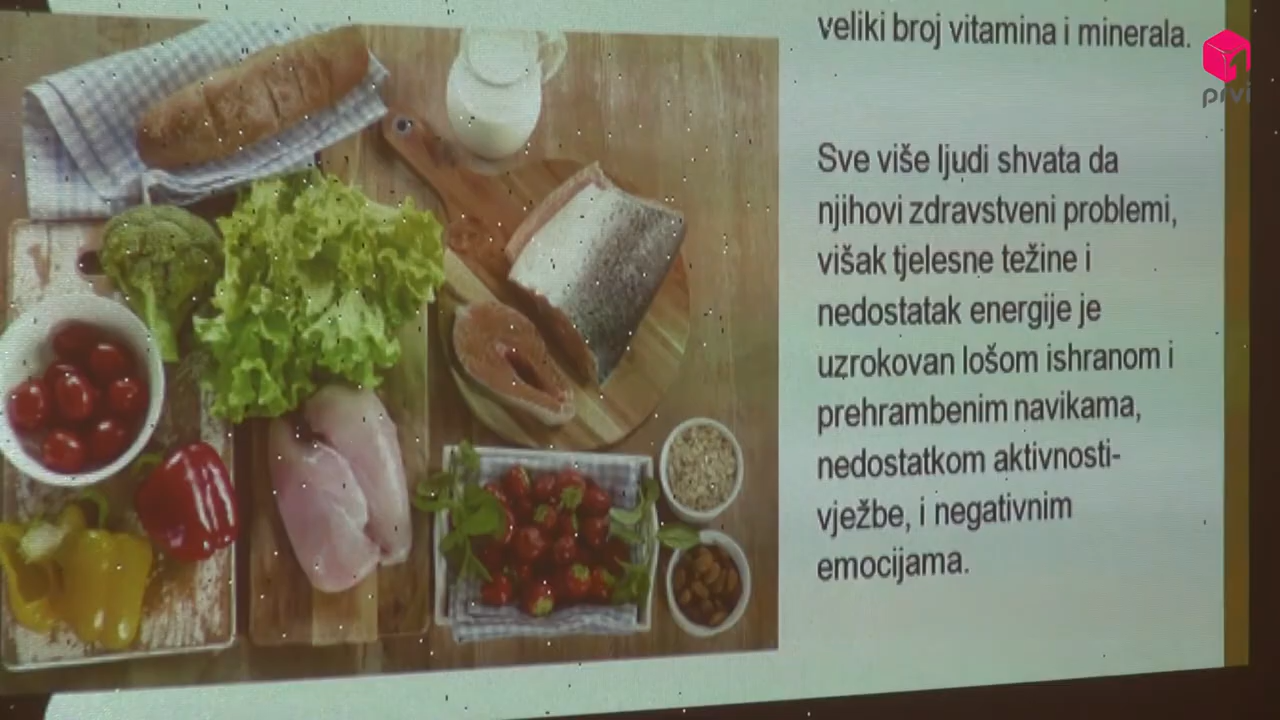 veliki broj vitamina i minerala.
prvi
Sve više ljudi shvata da
njihovi zdravstveni problemi,
višak tjelesne težine i
nedostatak energije je
uzrokovan lošom ishranom i
prehrambenim navikama,
nedostatkom aktivnosti-
vježbe, i negativnim
emocijama.